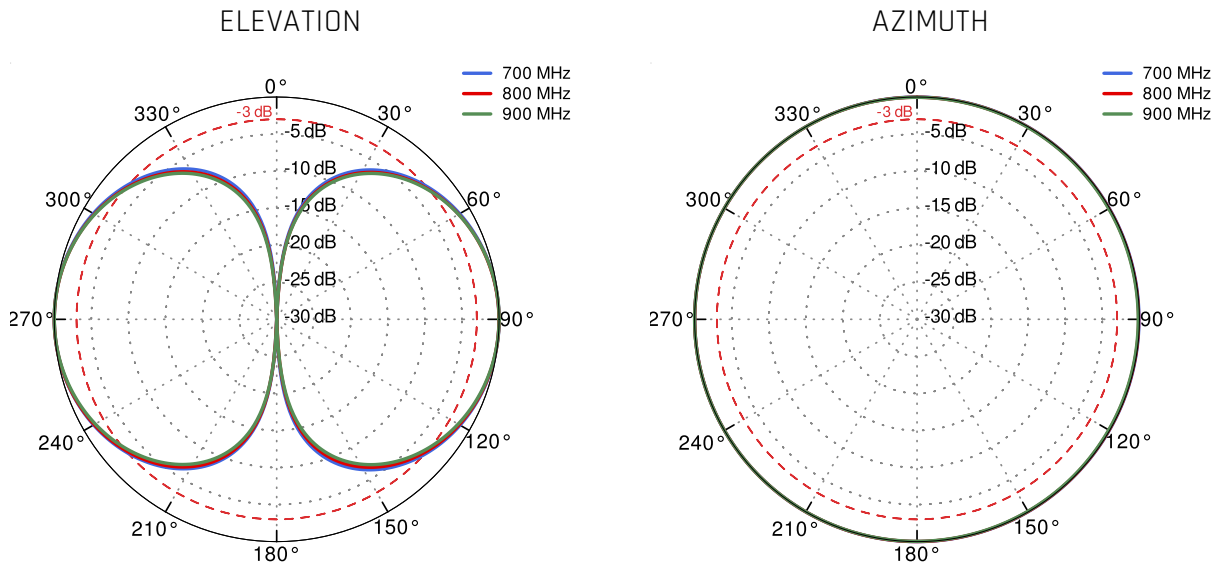 ELEVATION
0°
30°
60°
90°
120°
150°
180°
210°
240°
270°
300°
330°
-3 dB
-5 dB
-10 dB
-15 dB
-20 dB
-25 dB
-30 dB
700 MHz
800 MHz
900 MHz
AZIMUTH
0°
30°
60°
90°
120°
150°
180°
210°
240°
270°
300°
330°
-3 dB
-5 dB
-10 dB
-15 dB
-20 dB
-25 dB
-30 dB
700 MHz
800 MHz
900 MHz